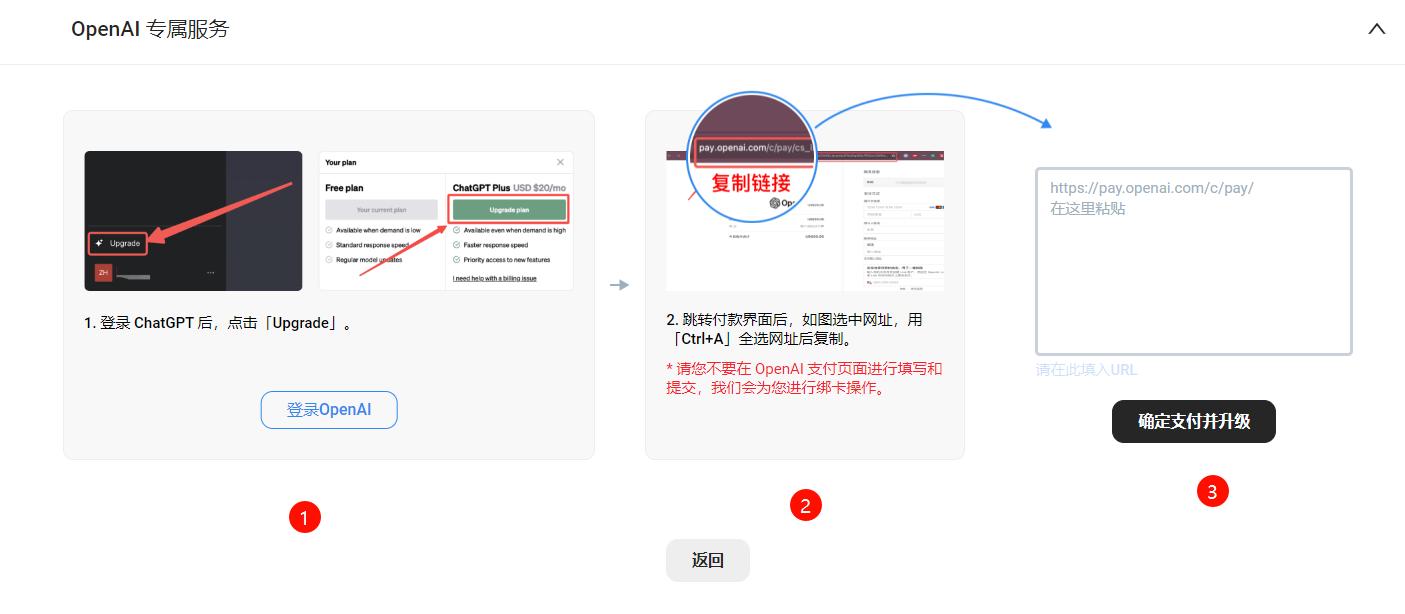 OpenAI 专属服务
Upgrade
ZH
Your plan
Free plan
ChatGPT Plus USD $20/mo
Your current plan
Upgrade plan
Available when demand is low
Available even when demand is high
Standard response speed
Faster response speed
Regular model updates
Priority access to new features
I need help with a billing issue
1. 登录 ChatGPT 后，点击「Upgrade」。
登录OpenAI
pay.openai.com/c/pay/cs_l
复制链接
2. 跳转付款界面后，如图选中网址，用
「Ctrl+A」全选网址后复制。
* 请您不要在 OpenAI 支付页面进行填写和
提交，我们会为您进行绑卡操作。
https://pay.openai.com/c/pay/
在这里粘贴
请在此填入URL
确定支付并升级
1
2
3
返回